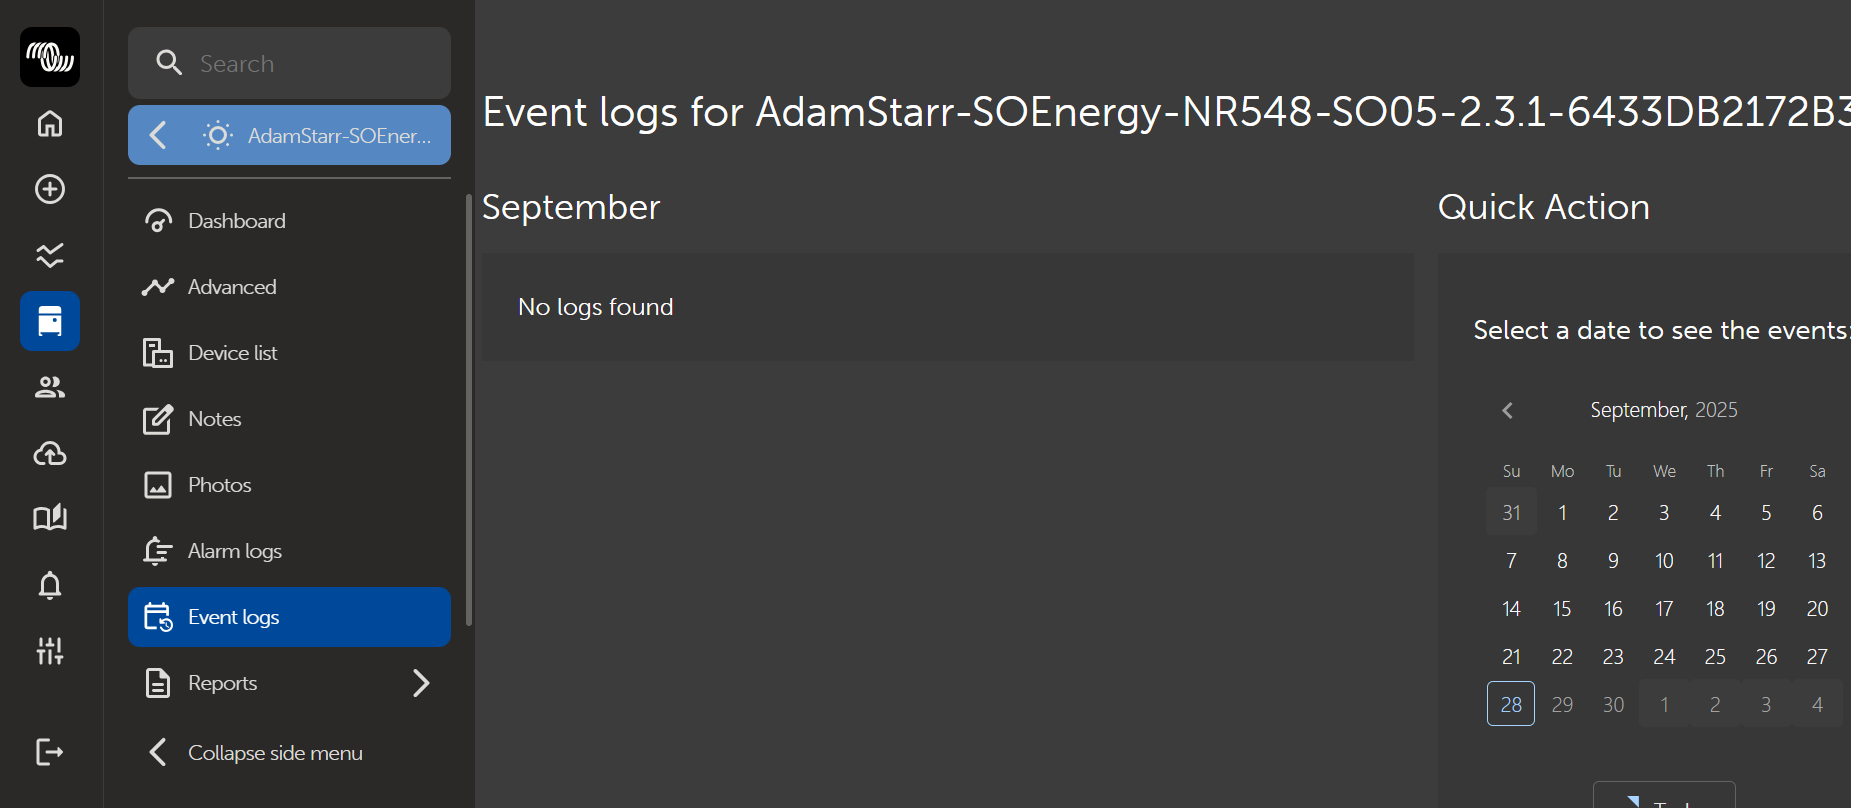 Search
AdamStarr-SOEner...
Dashboard
Advanced
Device list
Notes
Photos
Alarm logs
Event logs
Reports
Collapse side menu
Event logs for AdamStarr-SOEnergy-NR548-SO05-2.3.1-6433DB2172B3
September
No logs found
Quick Action
Select a date to see the events:
September, 2025
Su Mo Tu We Th Fr Sa
31 1 2 3 4 5 6
7 8 9 10 11 12 13
14 15 16 17 18 19 20
21 22 23 24 25 26 27
28 29 30 1 2 3 4